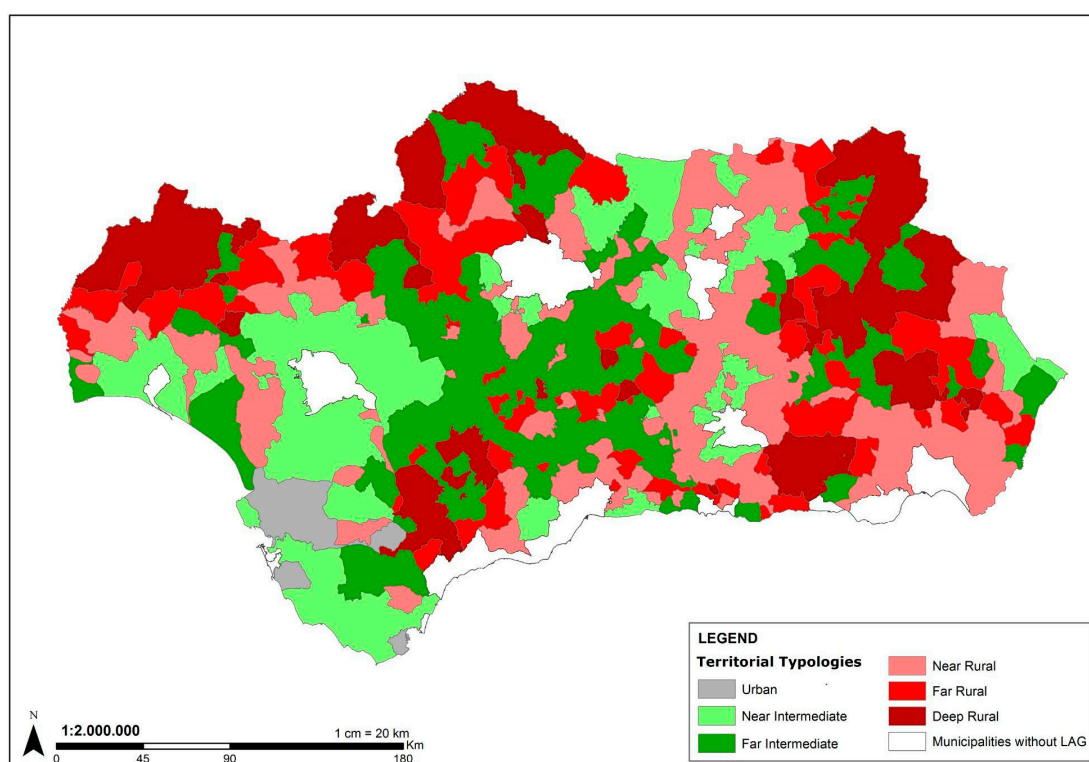 LEGEND
Territorial Typologies
Urban
Near Intermediate
Far Intermediate
Near Rural
Far Rural
Deep Rural
Municipalities without LAG
N
1:2.000.000
1 cm = 20 km
Km
0 45 90 180